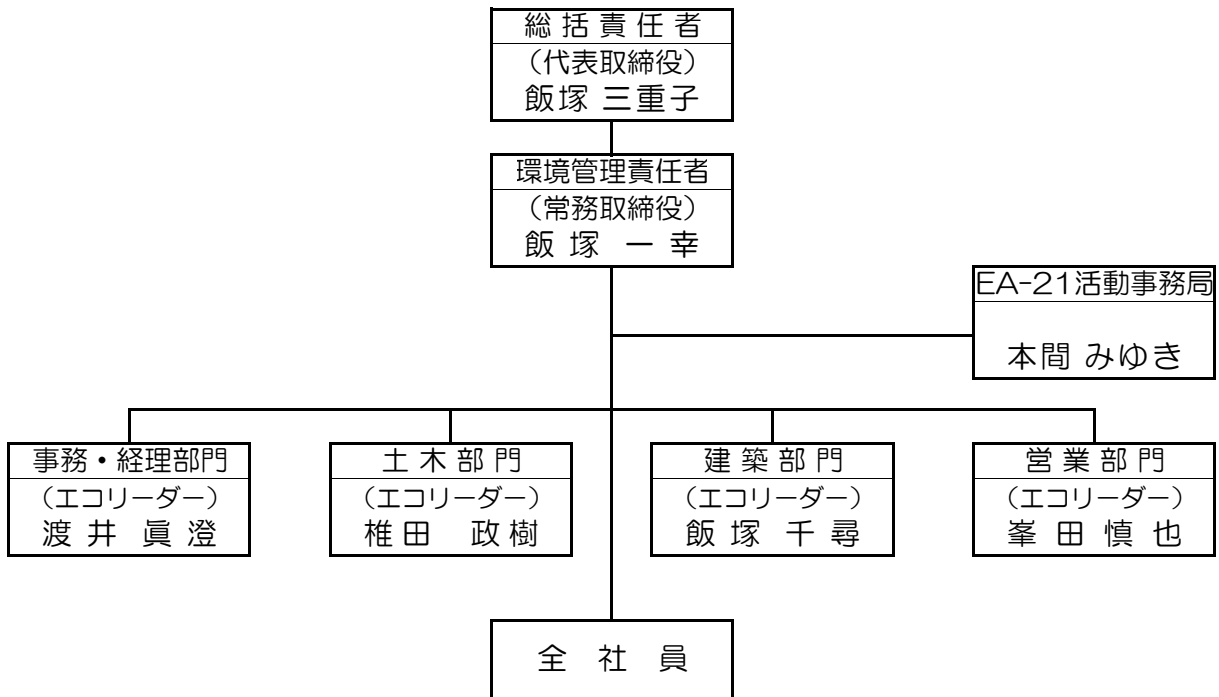 総括責任者
（代表取締役）
飯塚 三重子
環境管理責任者
（常務取締役）
飯塚 一幸
EA-21活動事務局
本間 みゆき
事務・経理部門
（エコリーダー）
渡井 眞澄
土木部門
（エコリーダー）
椎田 政樹
建築部門
（エコリーダー）
飯塚 千尋
営業部門
（エコリーダー）
峯田 慎也
全社員